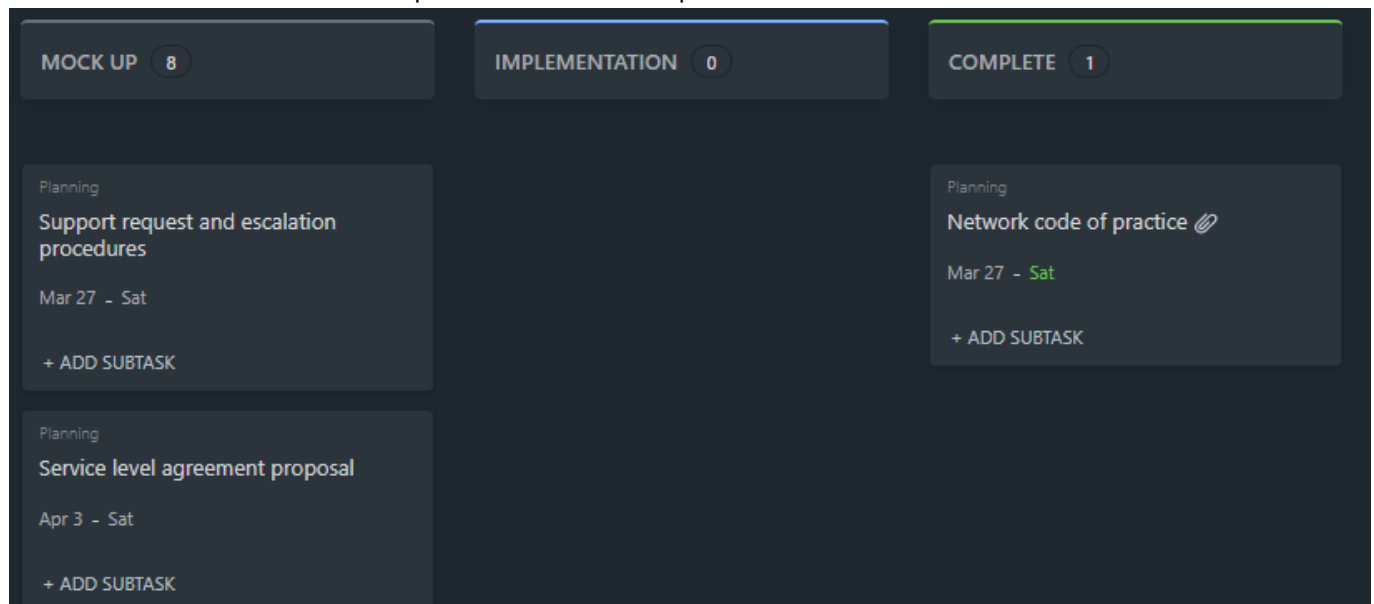 MOCK UP 8
IMPLEMENTATION 0
COMPLETE 1
Planning
Support request and escalation
procedures
Mar 27 - Sat
+ ADD SUBTASK
Planning
Service level agreement proposal
Apr 3 - Sat
+ ADD SUBTASK
Planning
Network code of practice
Mar 27 - Sat
+ ADD SUBTASK